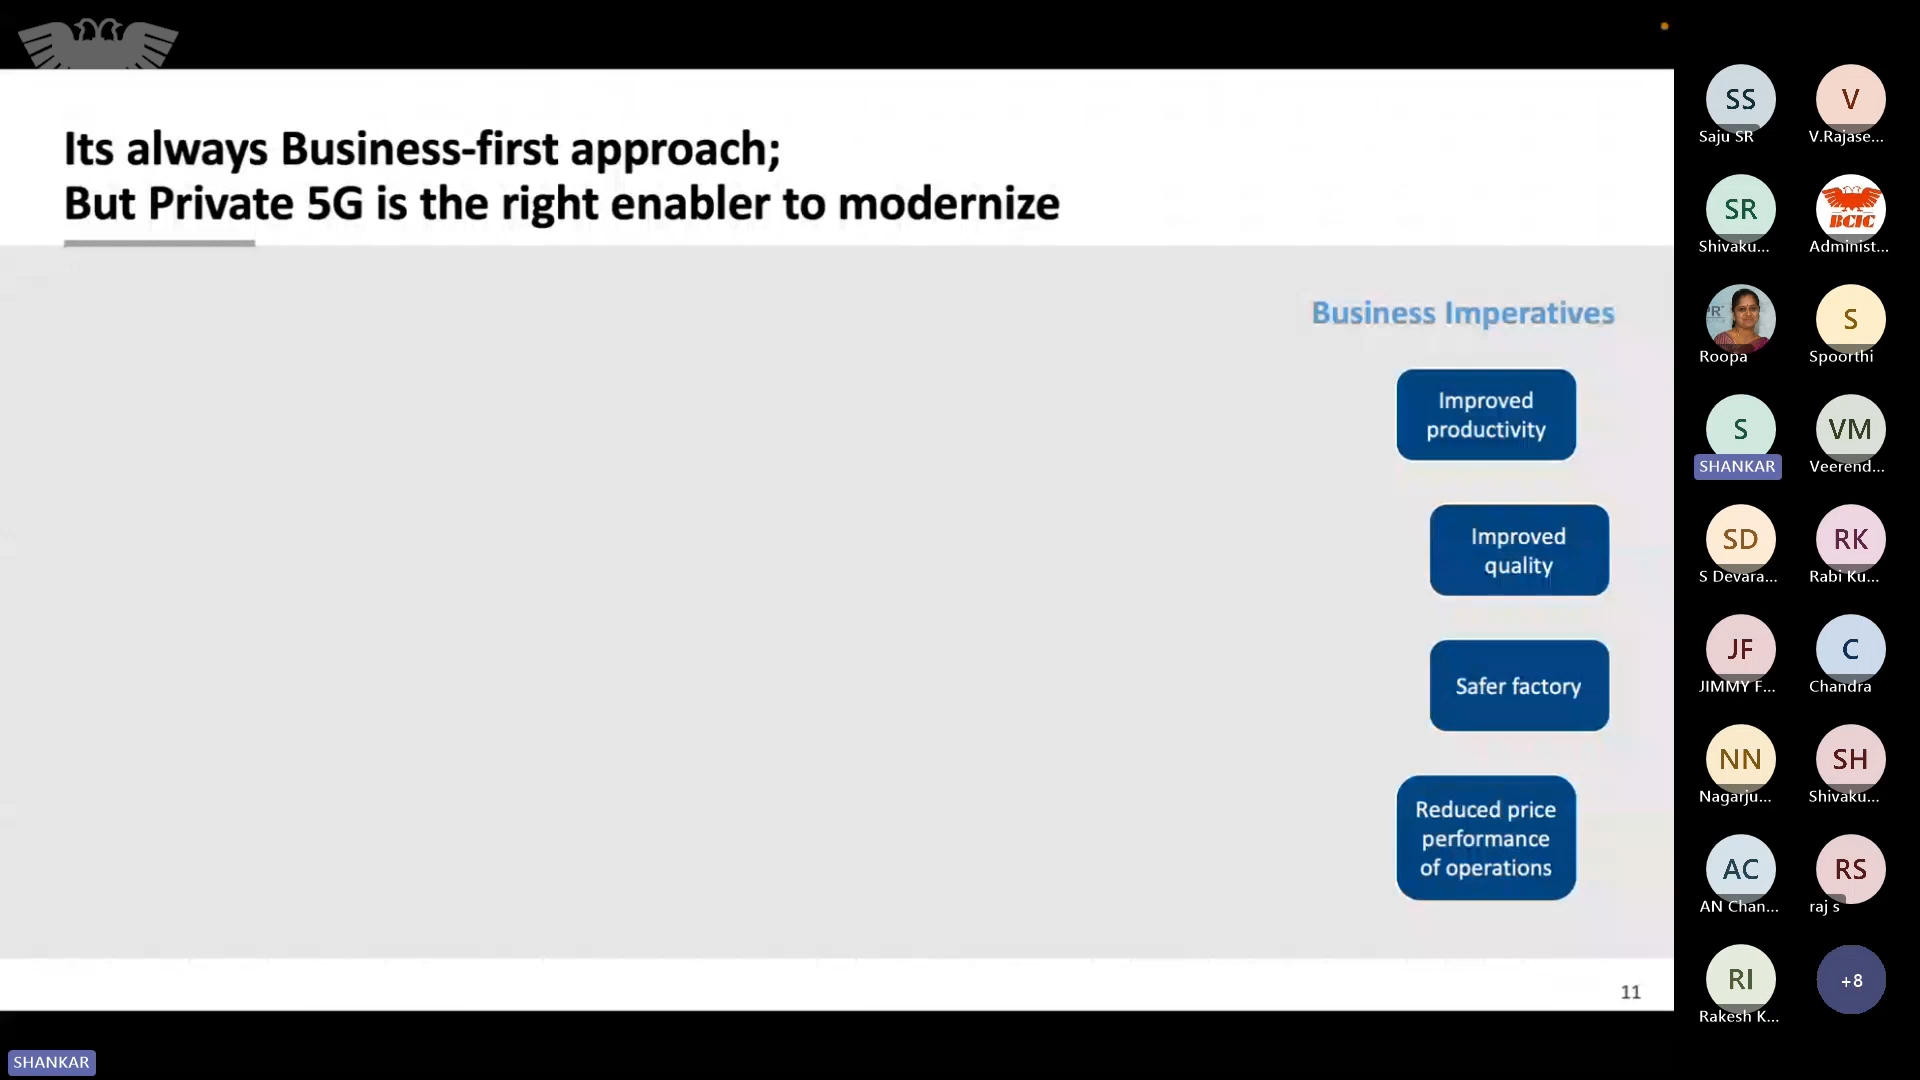 Its always Business-first approach;
But Private 5G is the right enabler to modernize
Business Imperatives
Improved
productivity
Improved
quality
Safer factory
Reduced price
performance
of operations
11
SHANKAR
SS
Saju SR
V
V.Rajase...
SR
Shivaku...
BCIC
Administ...
PR
Roopa
S
Spoorthi
S
SHANKAR
VM
Veerend...
SD
S Devara...
RK
Rabi Ku...
JF
JIMMY F...
C
Chandra
NN
Nagarju...
SH
Shivaku...
AC
AN Chan...
RS
raj s
RI
Rakesh K...
+8